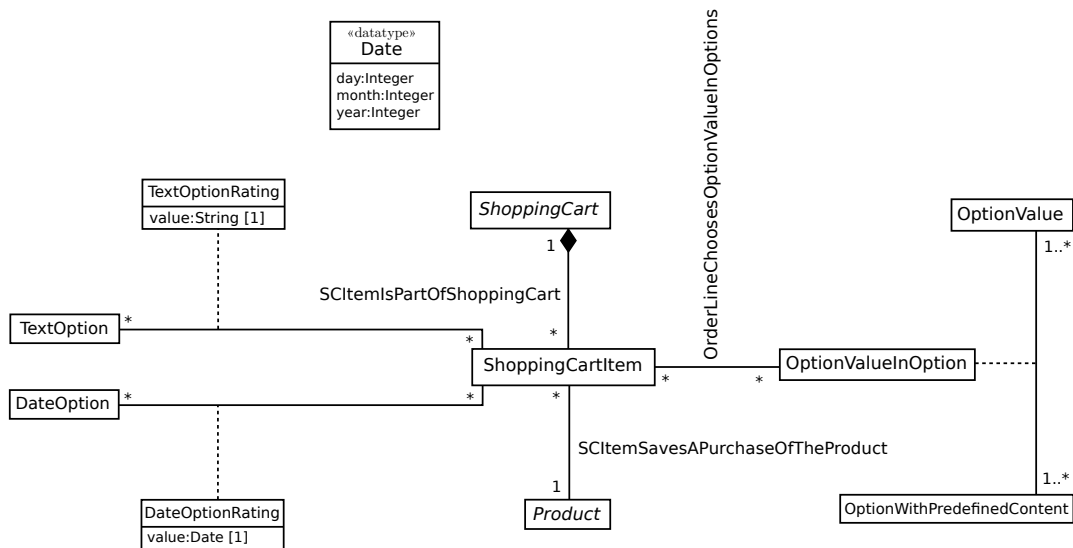 «datatype»
Date
day:Integer
month:Integer
year:Integer
OrderLineChoosesOptionValueInOptions
TextOptionRating
value:String [1]
ShoppingCart
1
OptionValue
1..*
SCItemIsPartOfShoppingCart
*
TextOption
*
*
ShoppingCartItem
*
*
OptionValueInOption
DateOption
*
*
*
SCItemSavesAPurchaseOfTheProduct
1
Product
1..*
OptionWithPredefinedContent
DateOptionRating
value:Date [1]